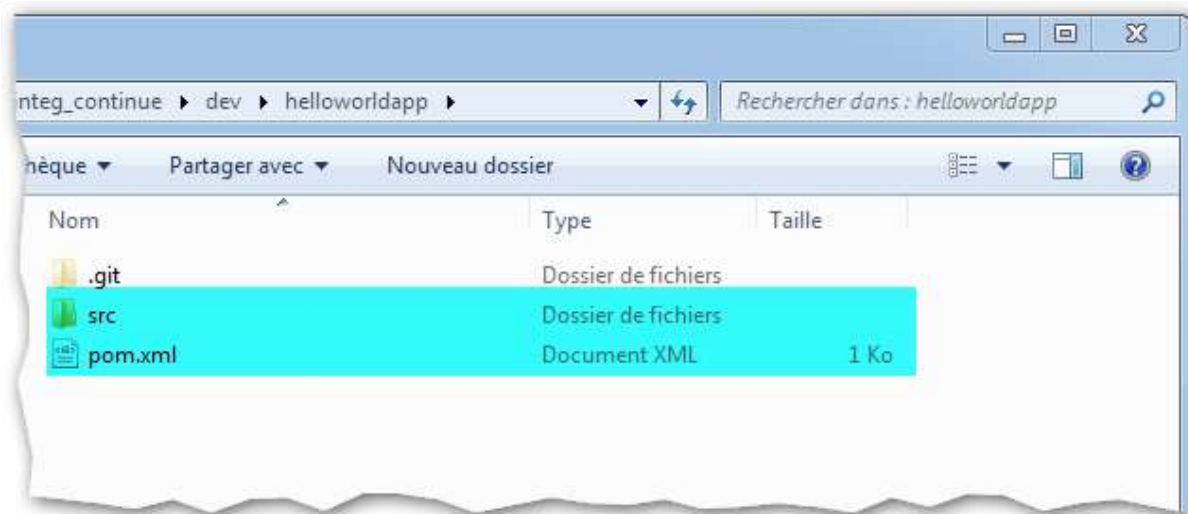 nteg_continue ▸ dev ▸ helloworldapp ▸ Rechercher dans : helloworldapp
hèque ▾ Partager avec ▾ Nouveau dossier
Nom Type Taille
.git Dossier de fichiers
src Dossier de fichiers
pom.xml Document XML 1 Ko